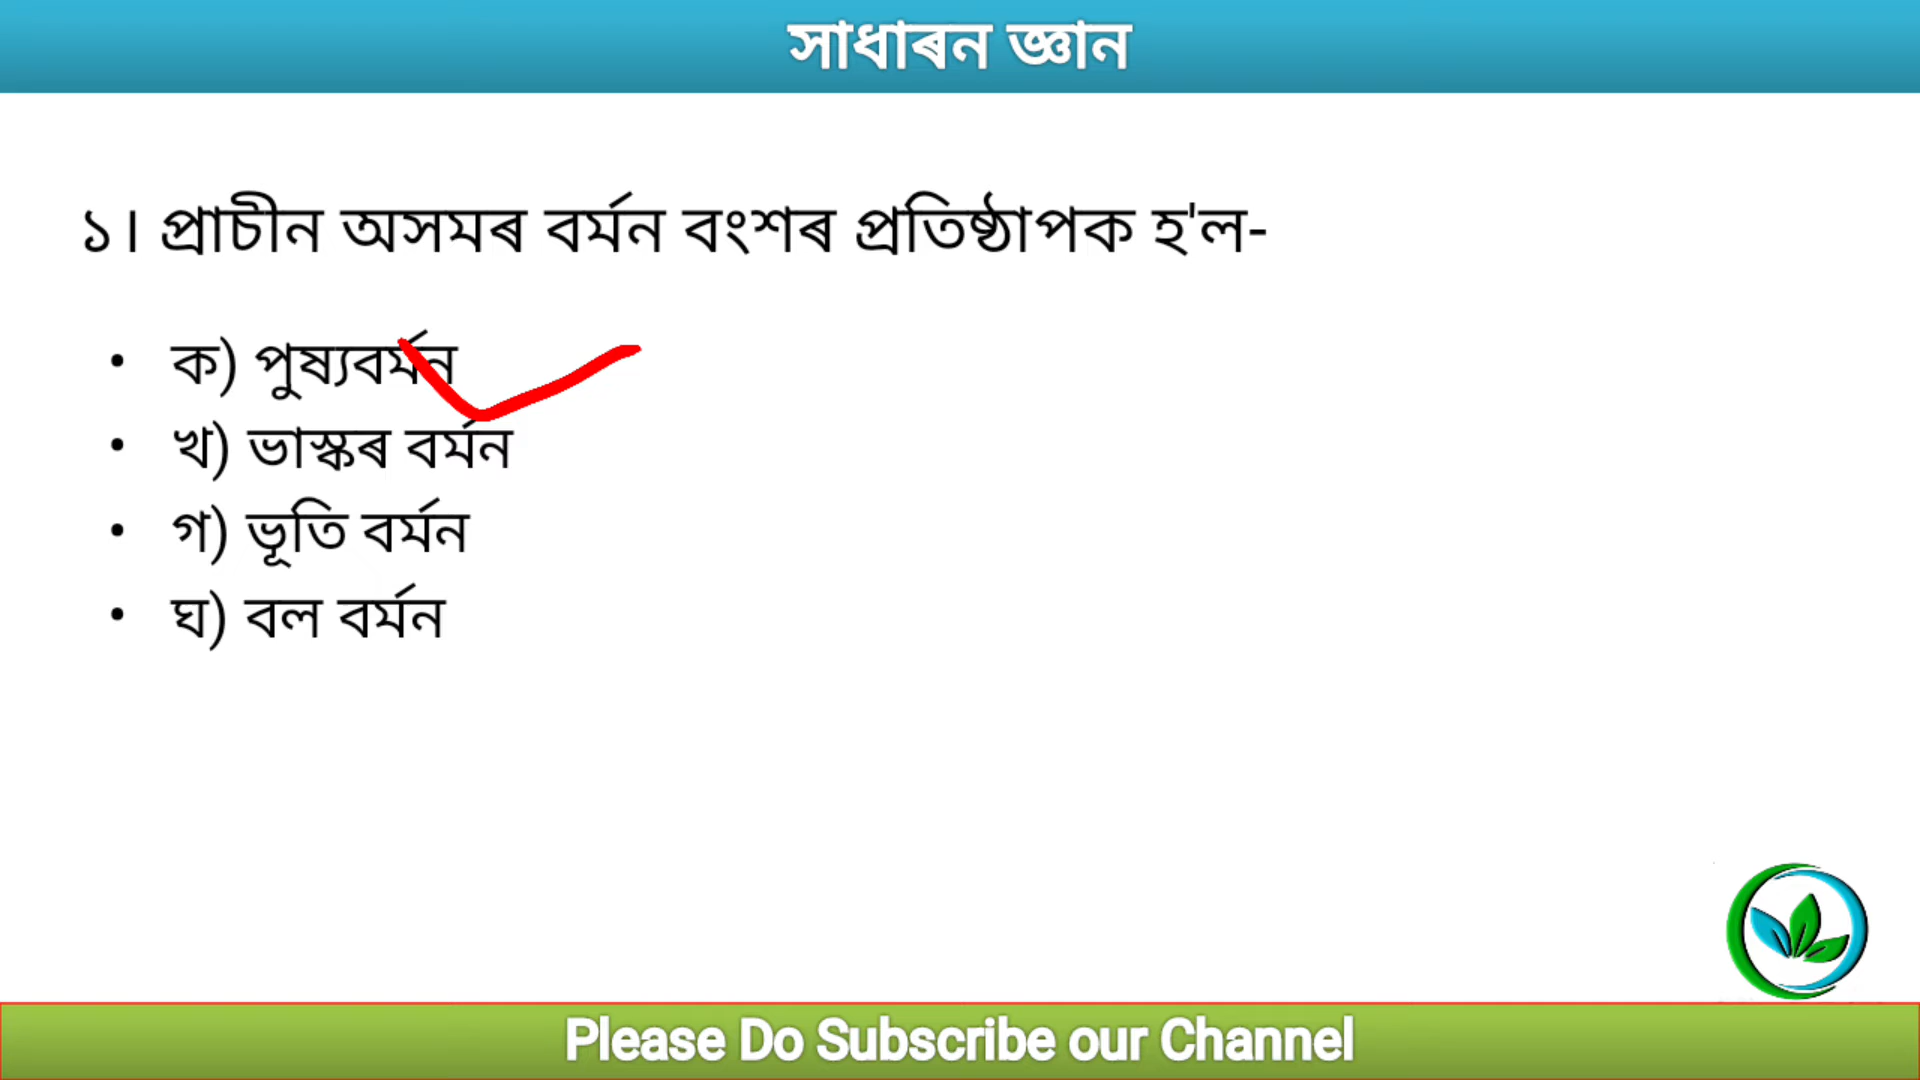 সাধাৰন জ্ঞান
১। প্ৰাচীন অসমৰ বৰ্মন বংশৰ প্ৰতিষ্ঠাপক হ'ল-
• ক) পুষ্যবৰ্মন
• খ) ভাস্কৰ বৰ্মন
• গ) ভূতি বৰ্মন
• ঘ) বল বৰ্মন
Please Do Subscribe our Channel